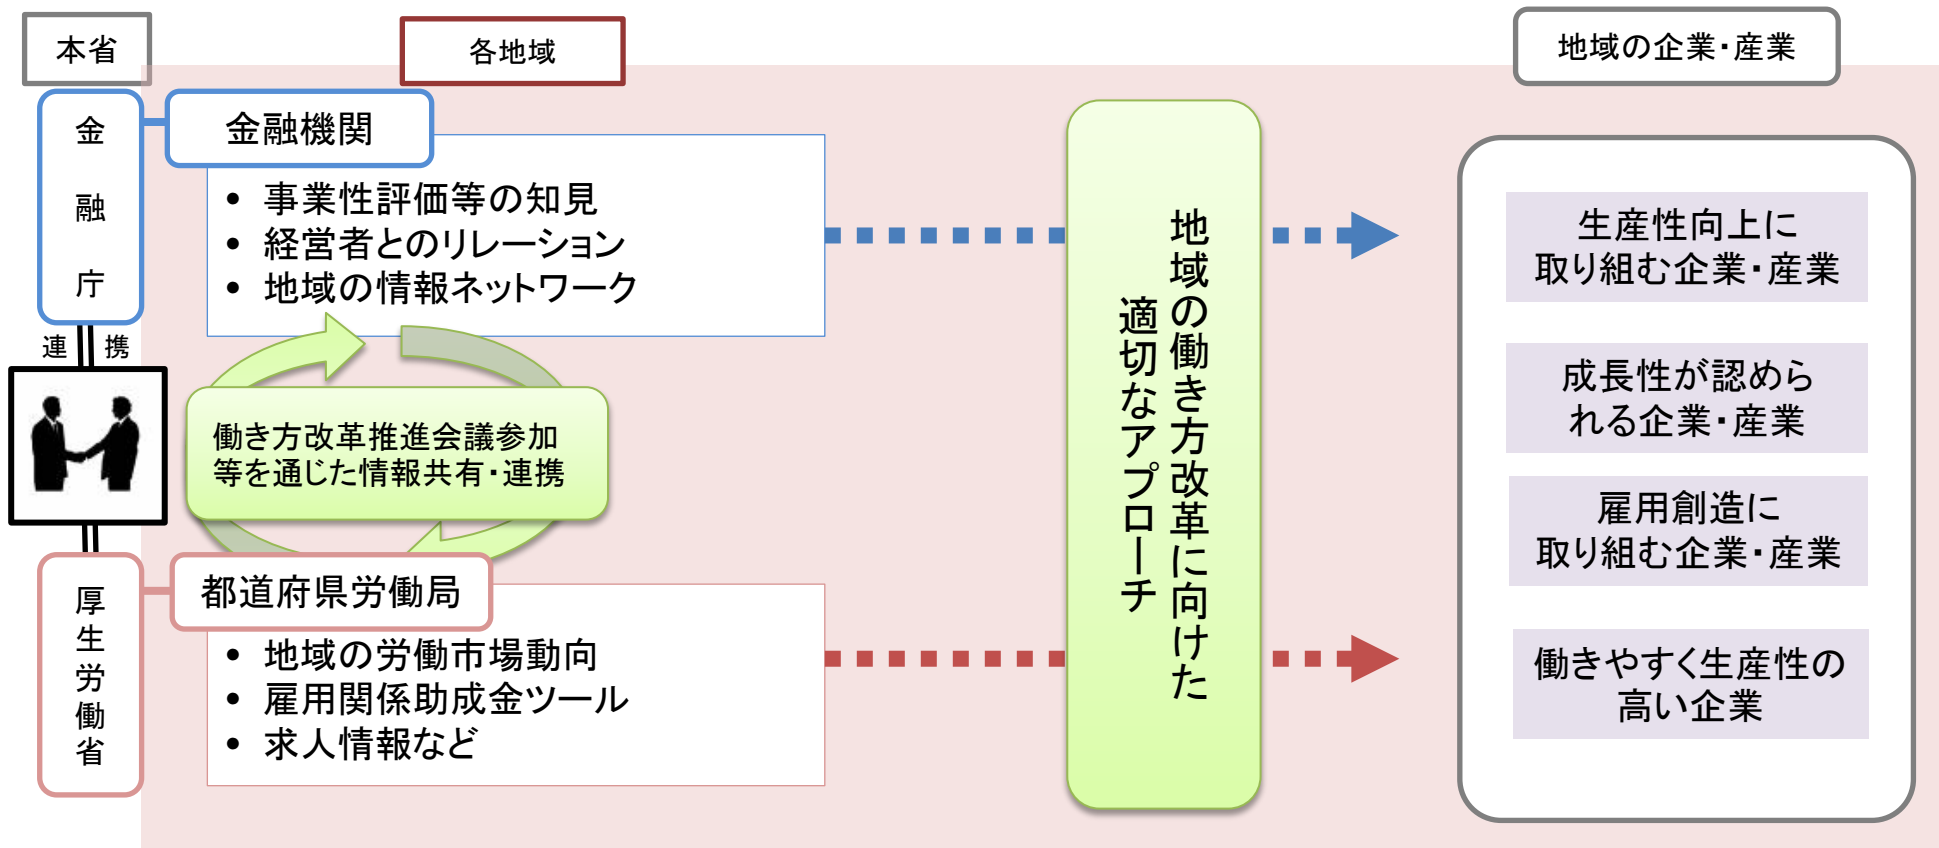 本省
各地域
地域の企業・産業
金融庁
金融機関
• 事業性評価等の知見
• 経営者とのリレーション
• 地域の情報ネットワーク
連携
働き方改革推進会議参加
等を通じた情報共有・連携
厚生労働省
都道府県労働局
• 地域の労働市場動向
• 雇用関係助成金ツール
• 求人情報など
地域の働き方改革に向けた
適切なアプローチ
生産性向上に
取り組む企業・産業
成長性が認めら
れる企業・産業
雇用創造に
取り組む企業・産業
働きやすく生産性の
高い企業